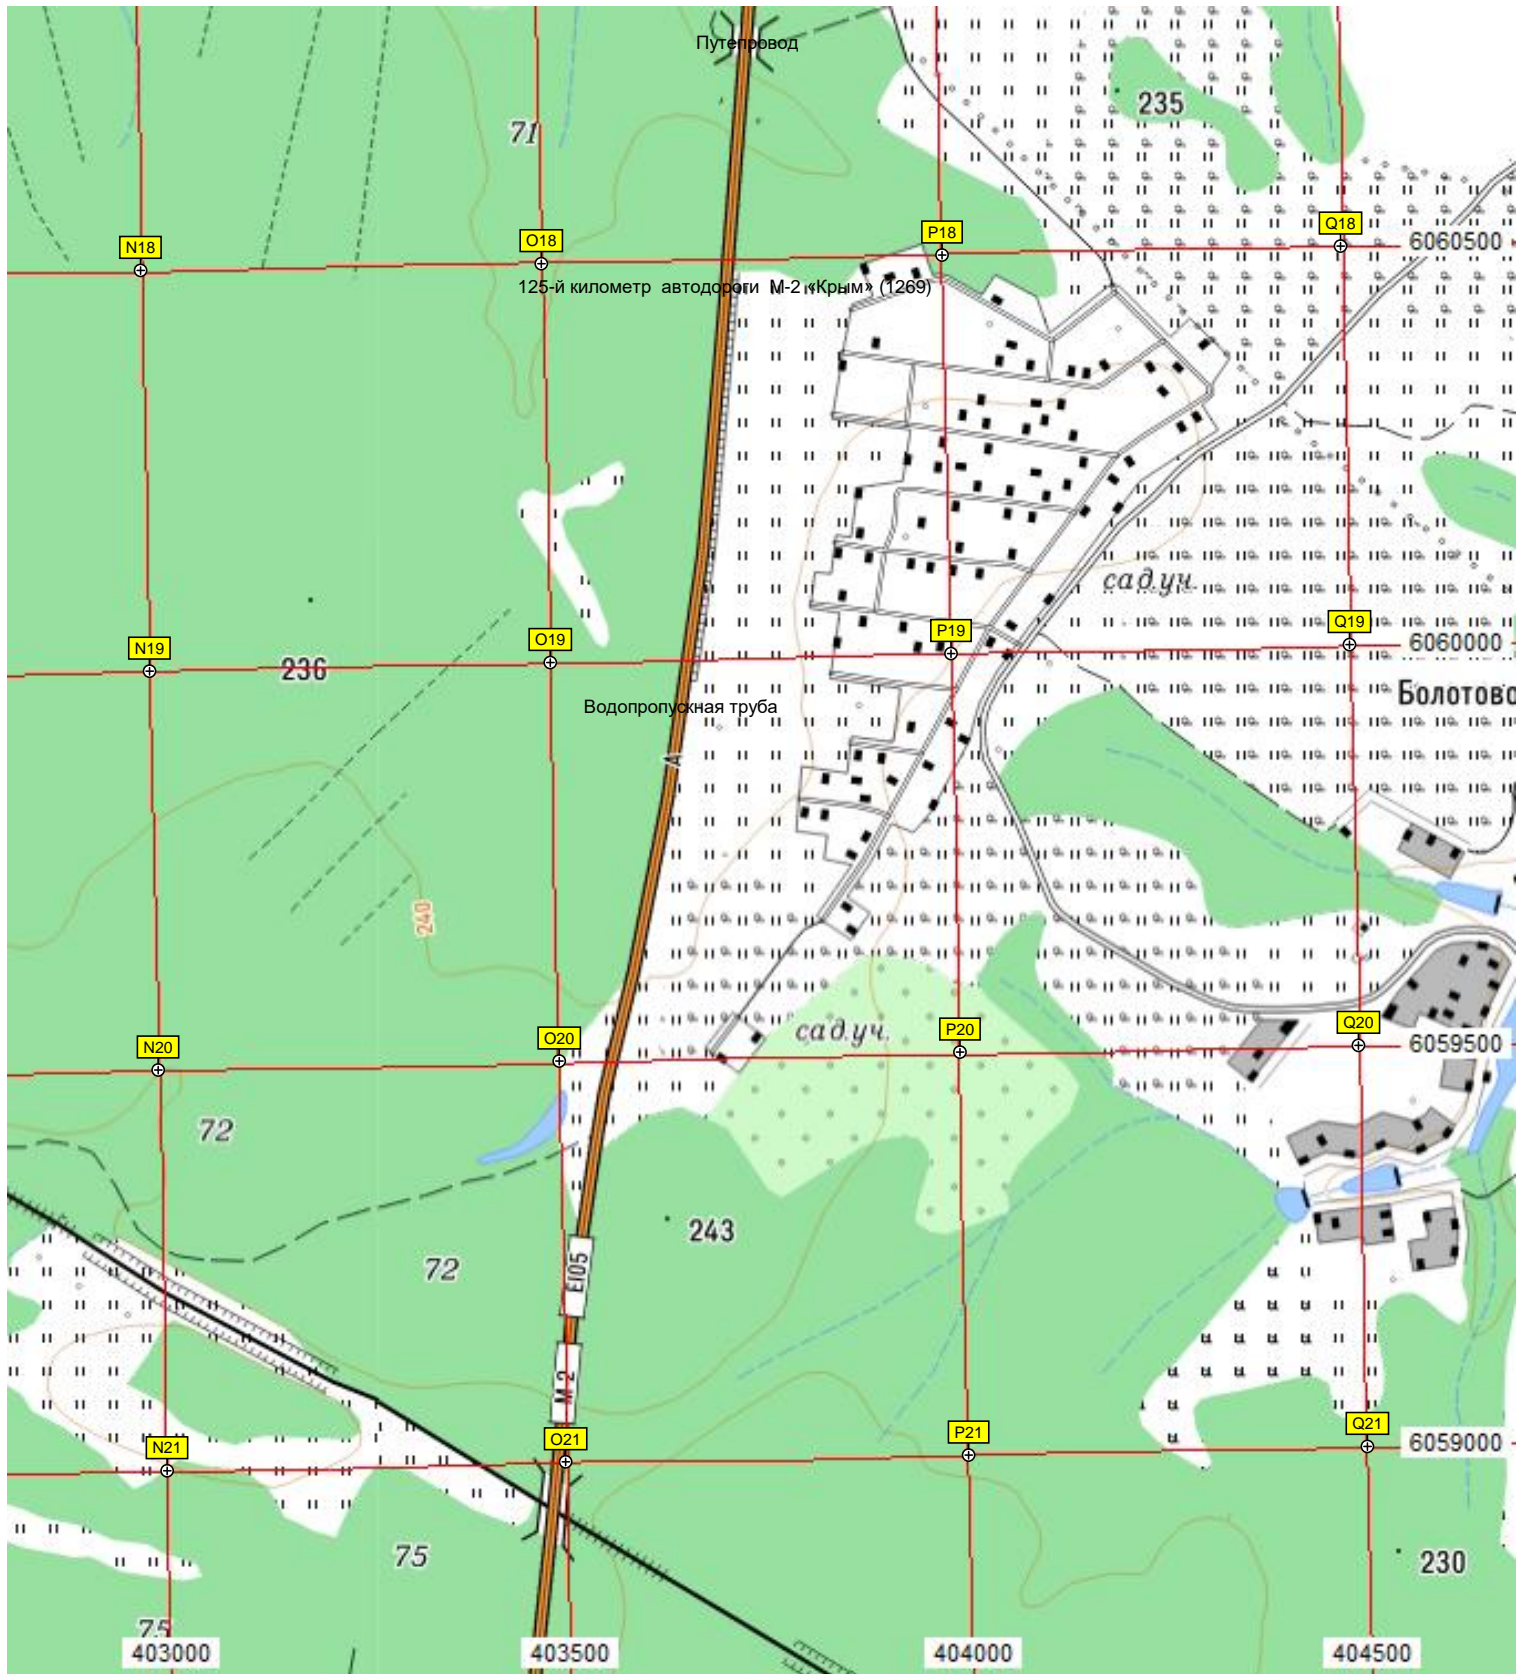 Путепровод
235
71
Q18
P18
O18
N18
6060500
125-й километр автодороги М-2 «Крым» (1269)
сад.уч.
Q19
P19
O19
N19
6060000
236
Болотово
Водопропускная труба
А
240
Q20
P20
O20
N20
сад.уч.
6059500
72
243
72
Е105
М 2
Q21
P21
O21
N21
6059000
75
230
75
403000
403500
404000
404500